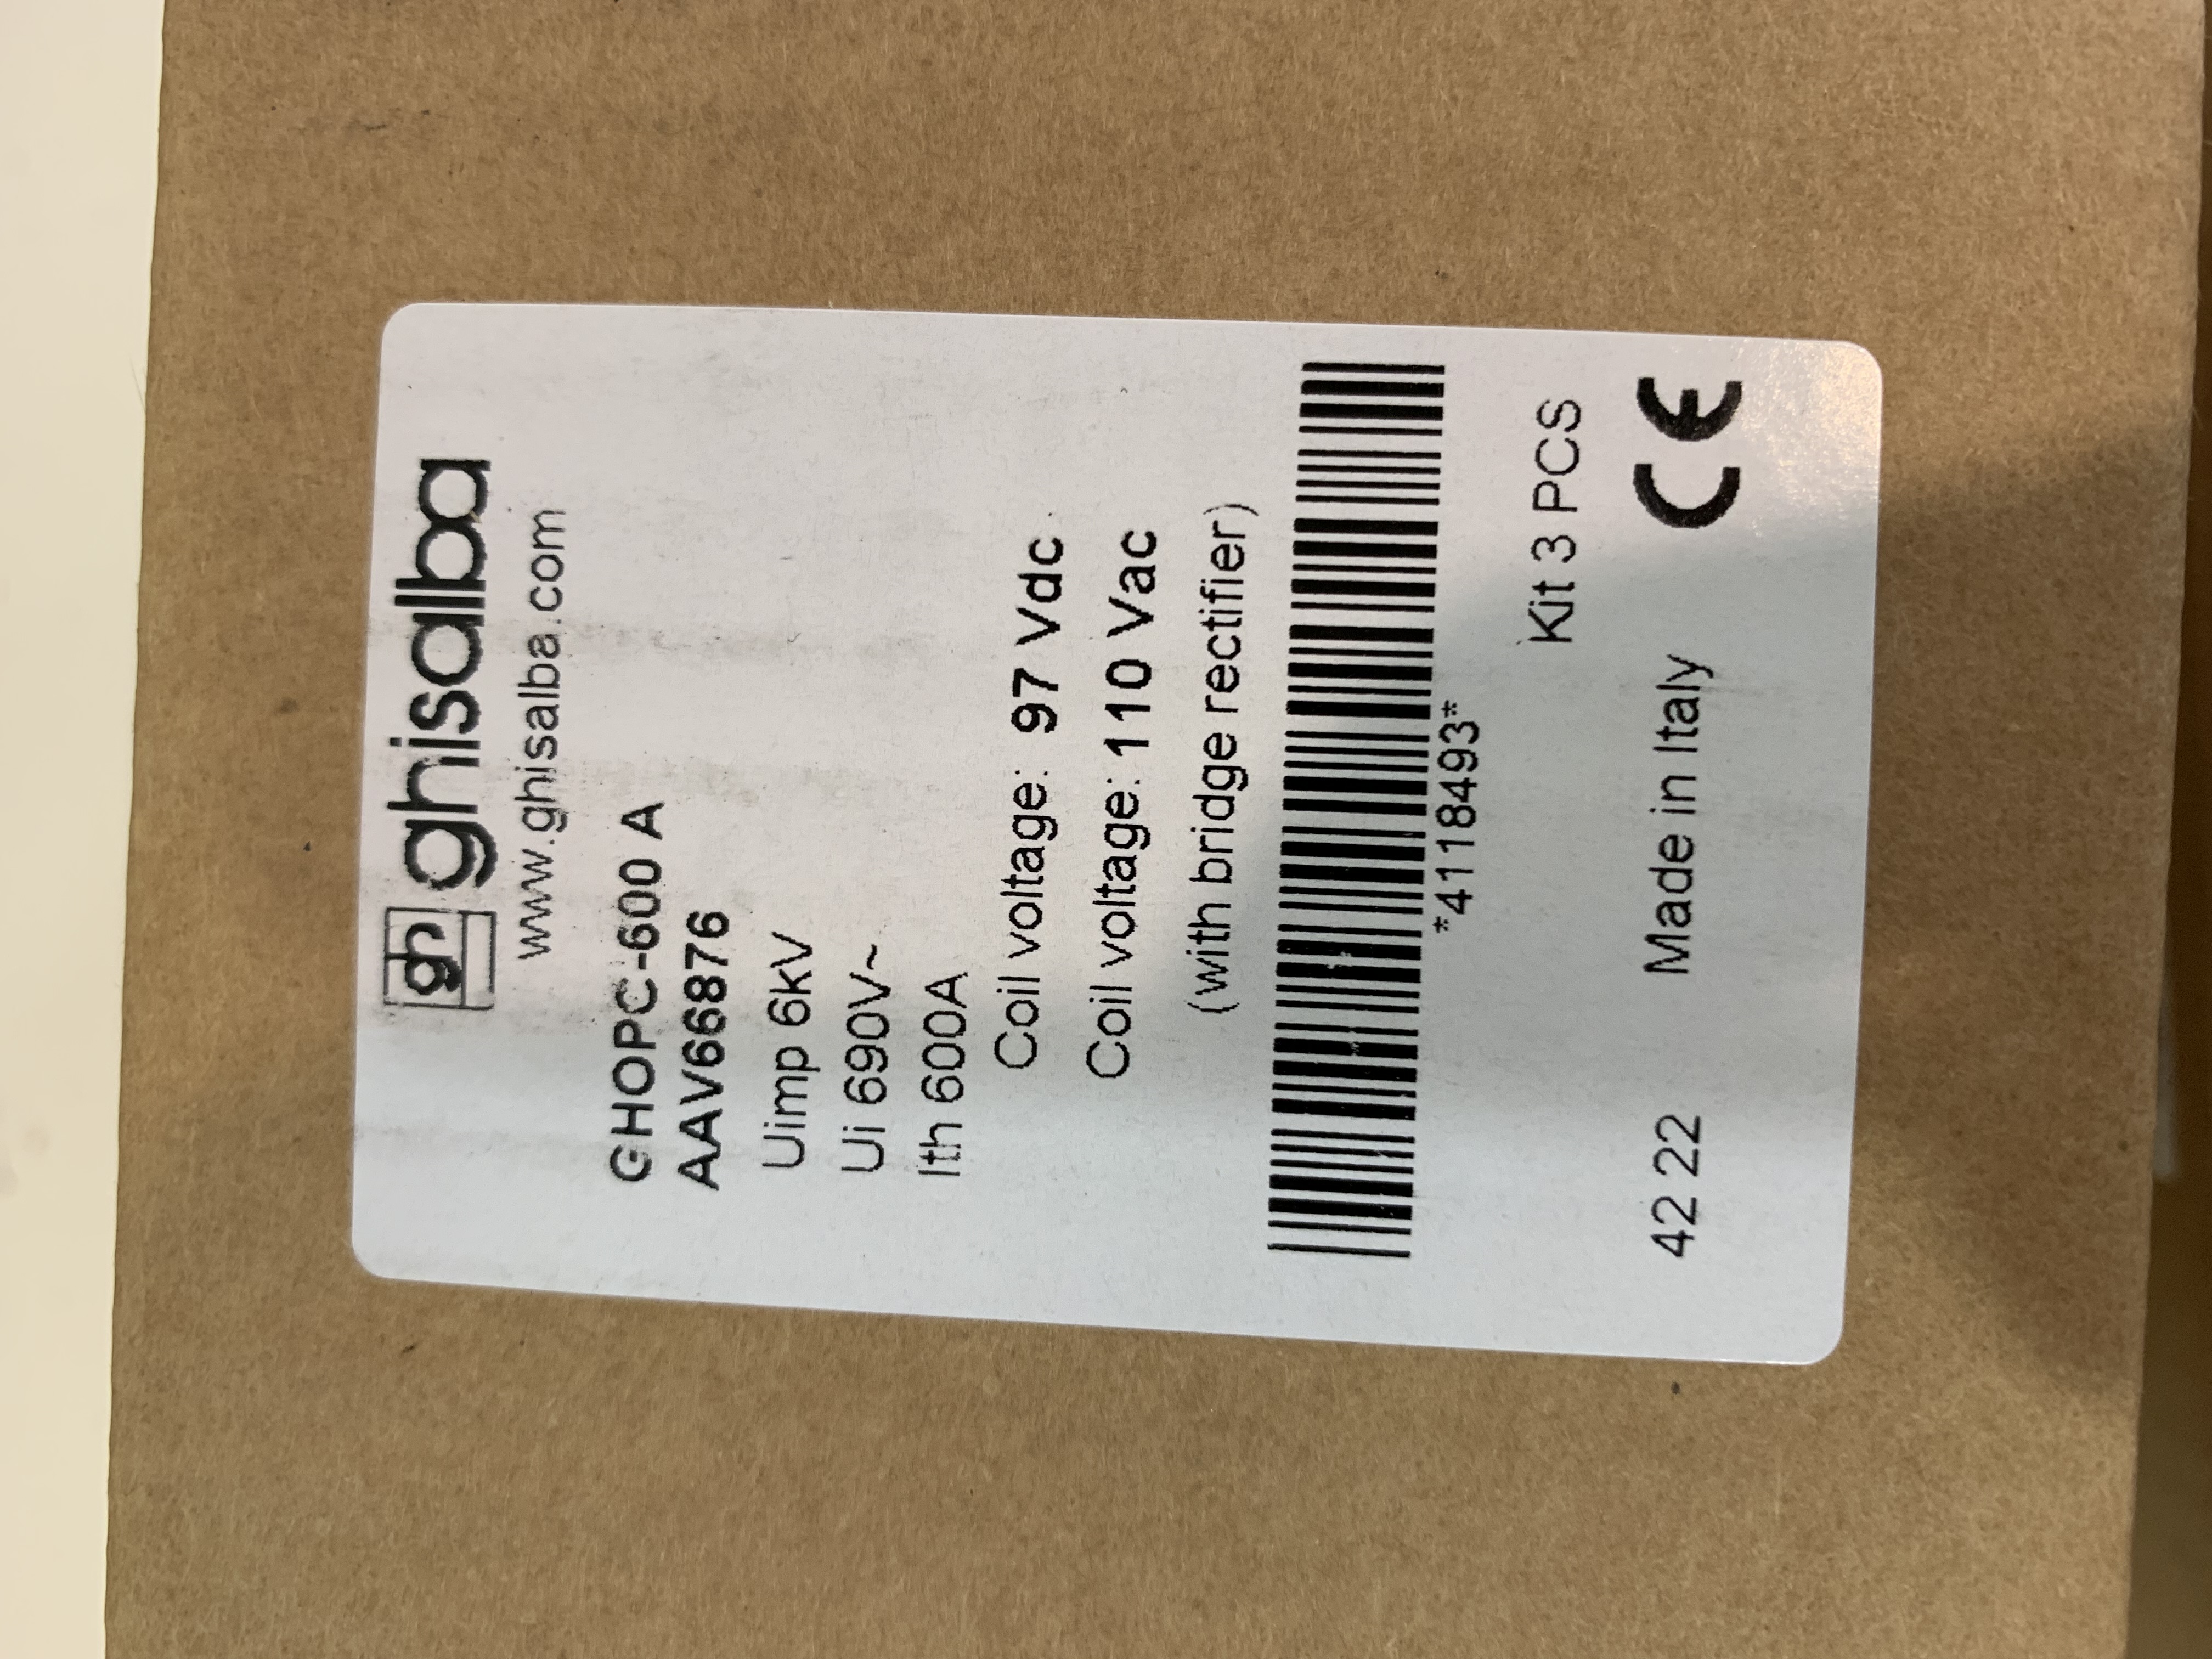 gh ghisalba
www.ghisalba.com
GHOPC-600 A
AAV66876
Uimp 6kV
Ui 690V~
Ith 600A
Coil voltage: 97 Vdc
Coil voltage: 110 Vac
(with bridge rectifier)
*4118493*
Kit 3 PCS
42 22 Made in Italy CE